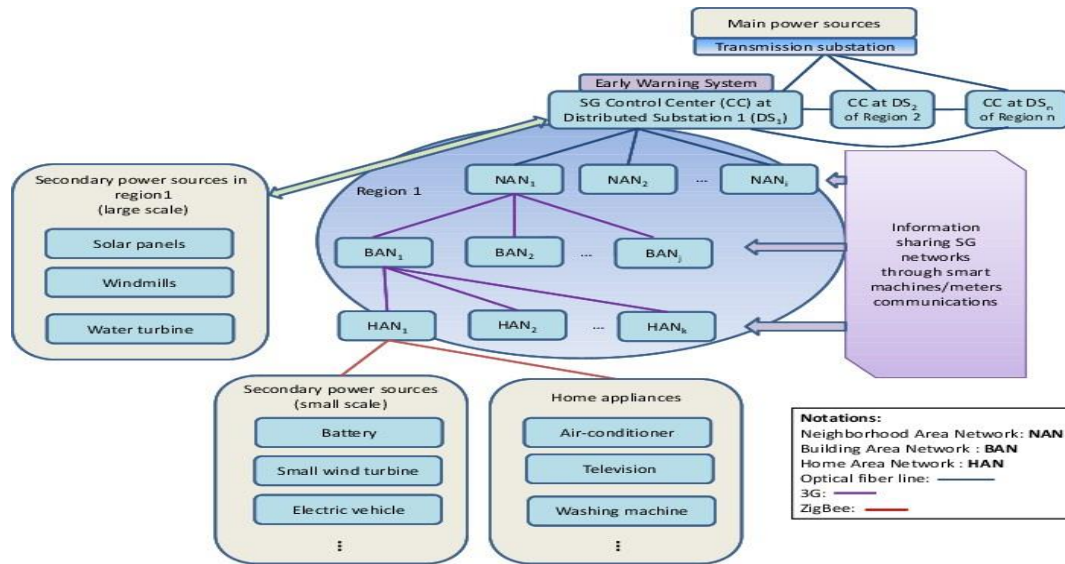 Main power sources
Transmission substation
Early Warning System
SG Control Center (CC) at
Distributed Substation 1 (DS₁)
CC at DS₂
of Region 2
CC at DSₙ
of Region n
Secondary power sources in
region1
(large scale)
Solar panels
Windmills
Water turbine
Region 1
NAN₁
NAN₂
...
NANᵢ
BAN₁
BAN₂
...
BANⱼ
HAN₁
HAN₂
...
HANₖ
Information
sharing SG
networks
through smart
machines/meters
communications
Secondary power sources
(small scale)
Battery
Small wind turbine
Electric vehicle
⋮
Home appliances
Air-conditioner
Television
Washing machine
⋮
Notations:
Neighborhood Area Network: NAN
Building Area Network : BAN
Home Area Network : HAN
Optical fiber line:
3G:
ZigBee: